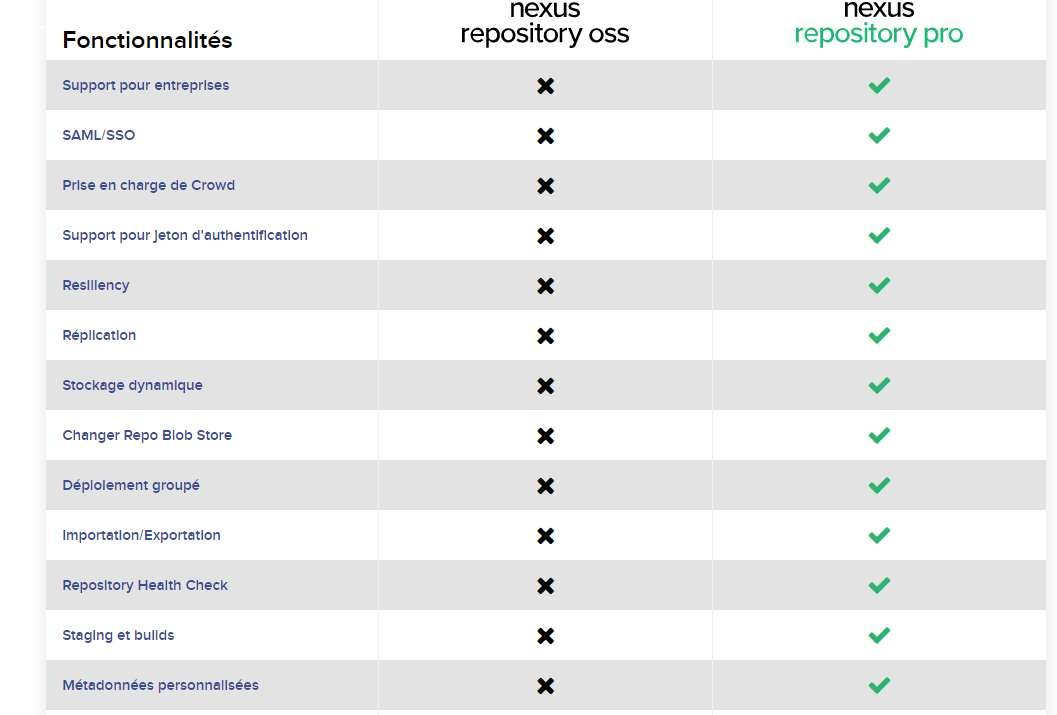 nexus
repository oss
nexus
repository pro
Fonctionnalités
Support pour entreprises
SAML/SSO
Prise en charge de Crowd
Support pour jeton d'authentification
Resiliency
Réplication
Stockage dynamique
Changer Repo Blob Store
Déploiement groupé
Importation/Exportation
Repository Health Check
Staging et builds
Métadonnées personnalisées